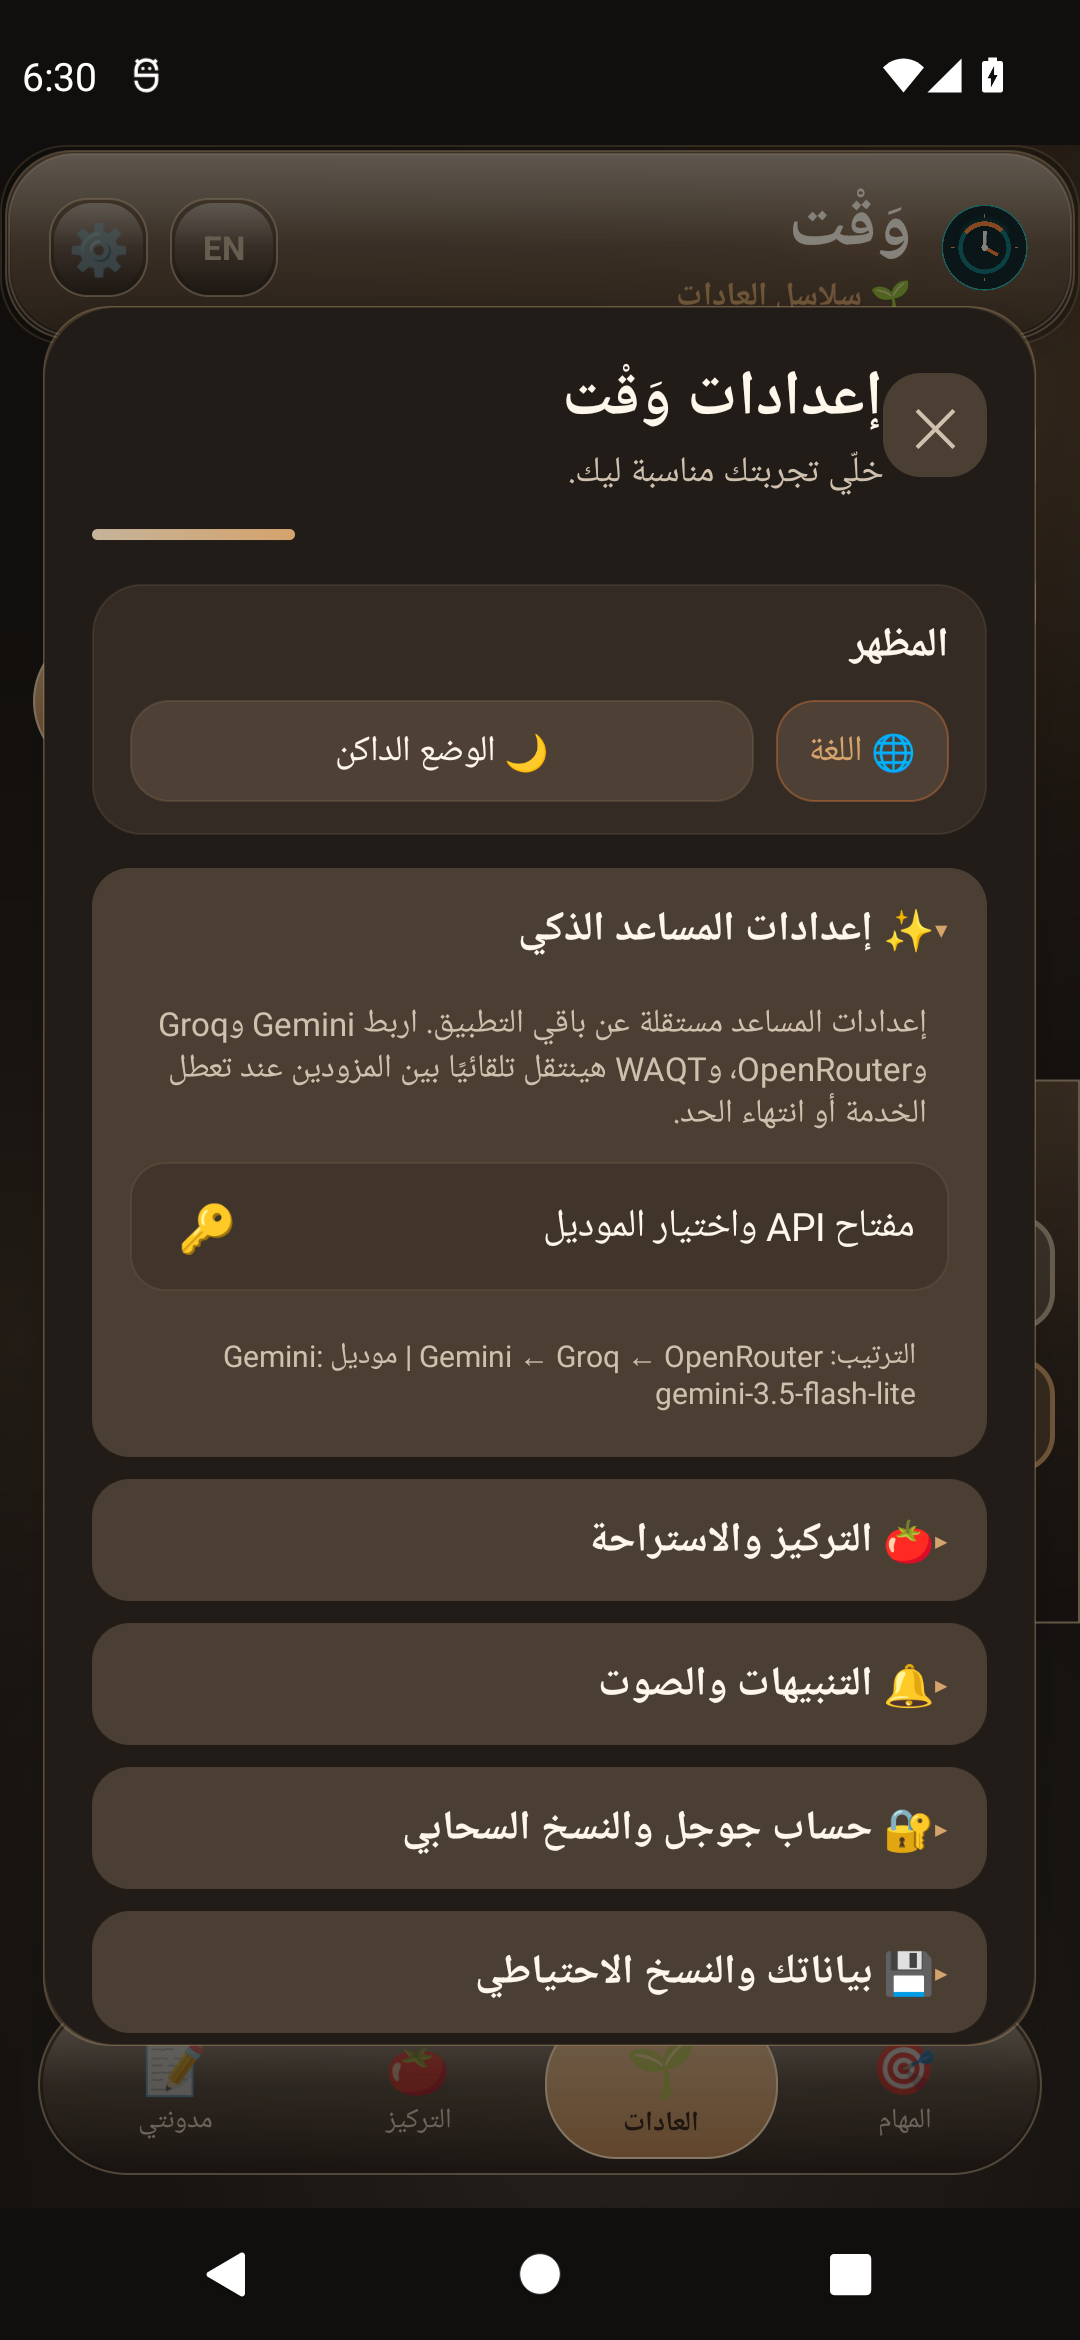 6:30
وَقْت
🌱 سلاسل العادات
EN
إعدادات وَقْت
خلّي تجربتك مناسبة ليك.
المظهر
🌐 اللغة
🌙 الوضع الداكن
✨ إعدادات المساعد الذكي
إعدادات المساعد مستقلة عن باقي التطبيق. اربط Gemini وGroq
وOpenRouter، وWAQT هينتقل تلقائيًا بين المزودين عند تعطل
الخدمة أو انتهاء الحد.
مفتاح API واختيار الموديل
الترتيب: Gemini ← Groq ← OpenRouter | موديل Gemini:
gemini-3.5-flash-lite
التركيز والاستراحة
التنبيهات والصوت
حساب جوجل والنسخ السحابي
بياناتك والنسخ الاحتياطي
المهام
العادات
التركيز
مدونتي